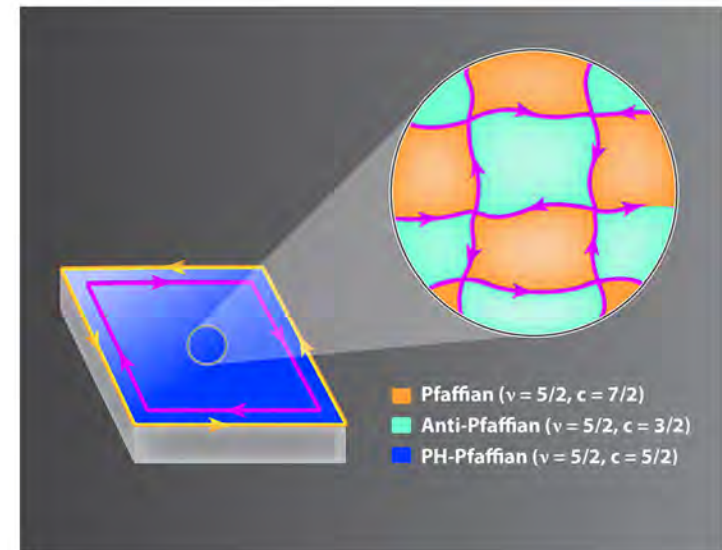 Pfaffian (ν = 5/2, c = 7/2)
Anti-Pfaffian (ν = 5/2, c = 3/2)
PH-Pfaffian (ν = 5/2, c = 5/2)